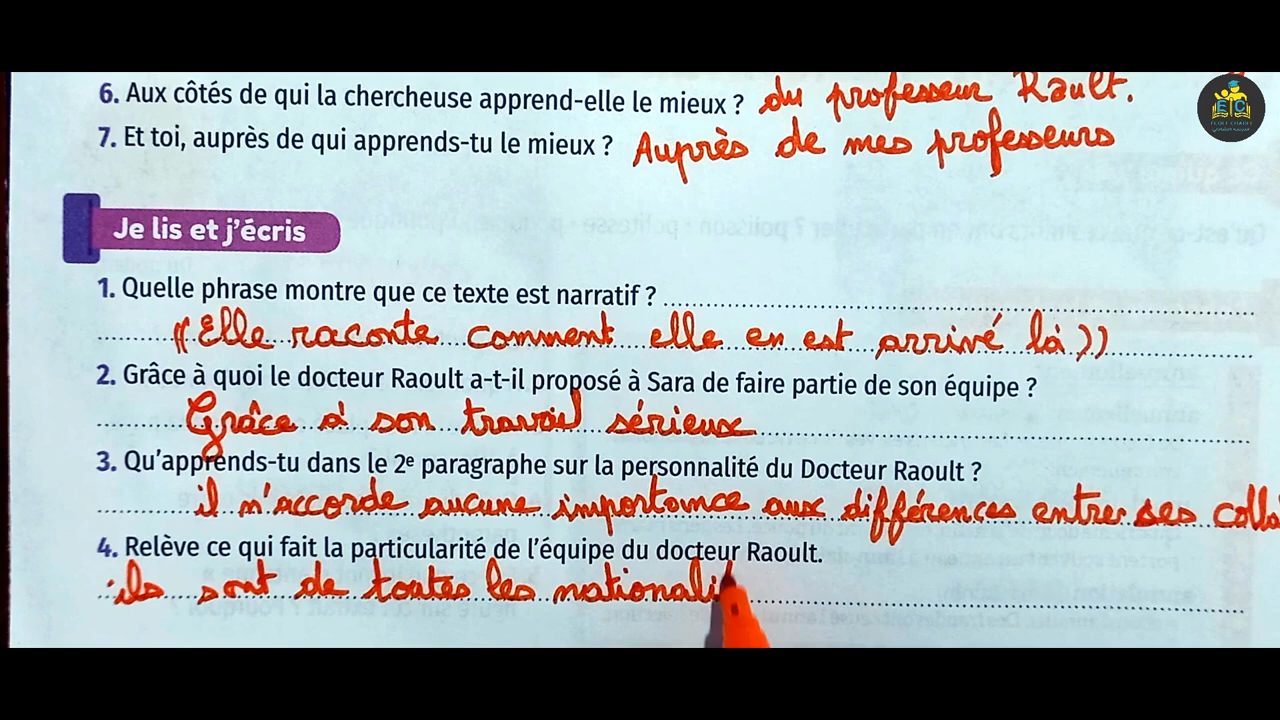 6. Aux côtés de qui la chercheuse apprend-elle le mieux ? du professeur Rault.
7. Et toi, auprès de qui apprends-tu le mieux ? Auprès de mes professeurs
Je lis et j'écris
1. Quelle phrase montre que ce texte est narratif ?
((Elle raconte comment elle en est arrivé là))
2. Grâce à quoi le docteur Raoult a-t-il proposé à Sara de faire partie de son équipe ?
Grâce à son travail sérieux
3. Qu'apprends-tu dans le 2e paragraphe sur la personnalité du Docteur Raoult ?
il n'accorde aucune importance aux différences entre ses colla
4. Relève ce qui fait la particularité de l'équipe du docteur Raoult.
ils sont de toutes les nationali